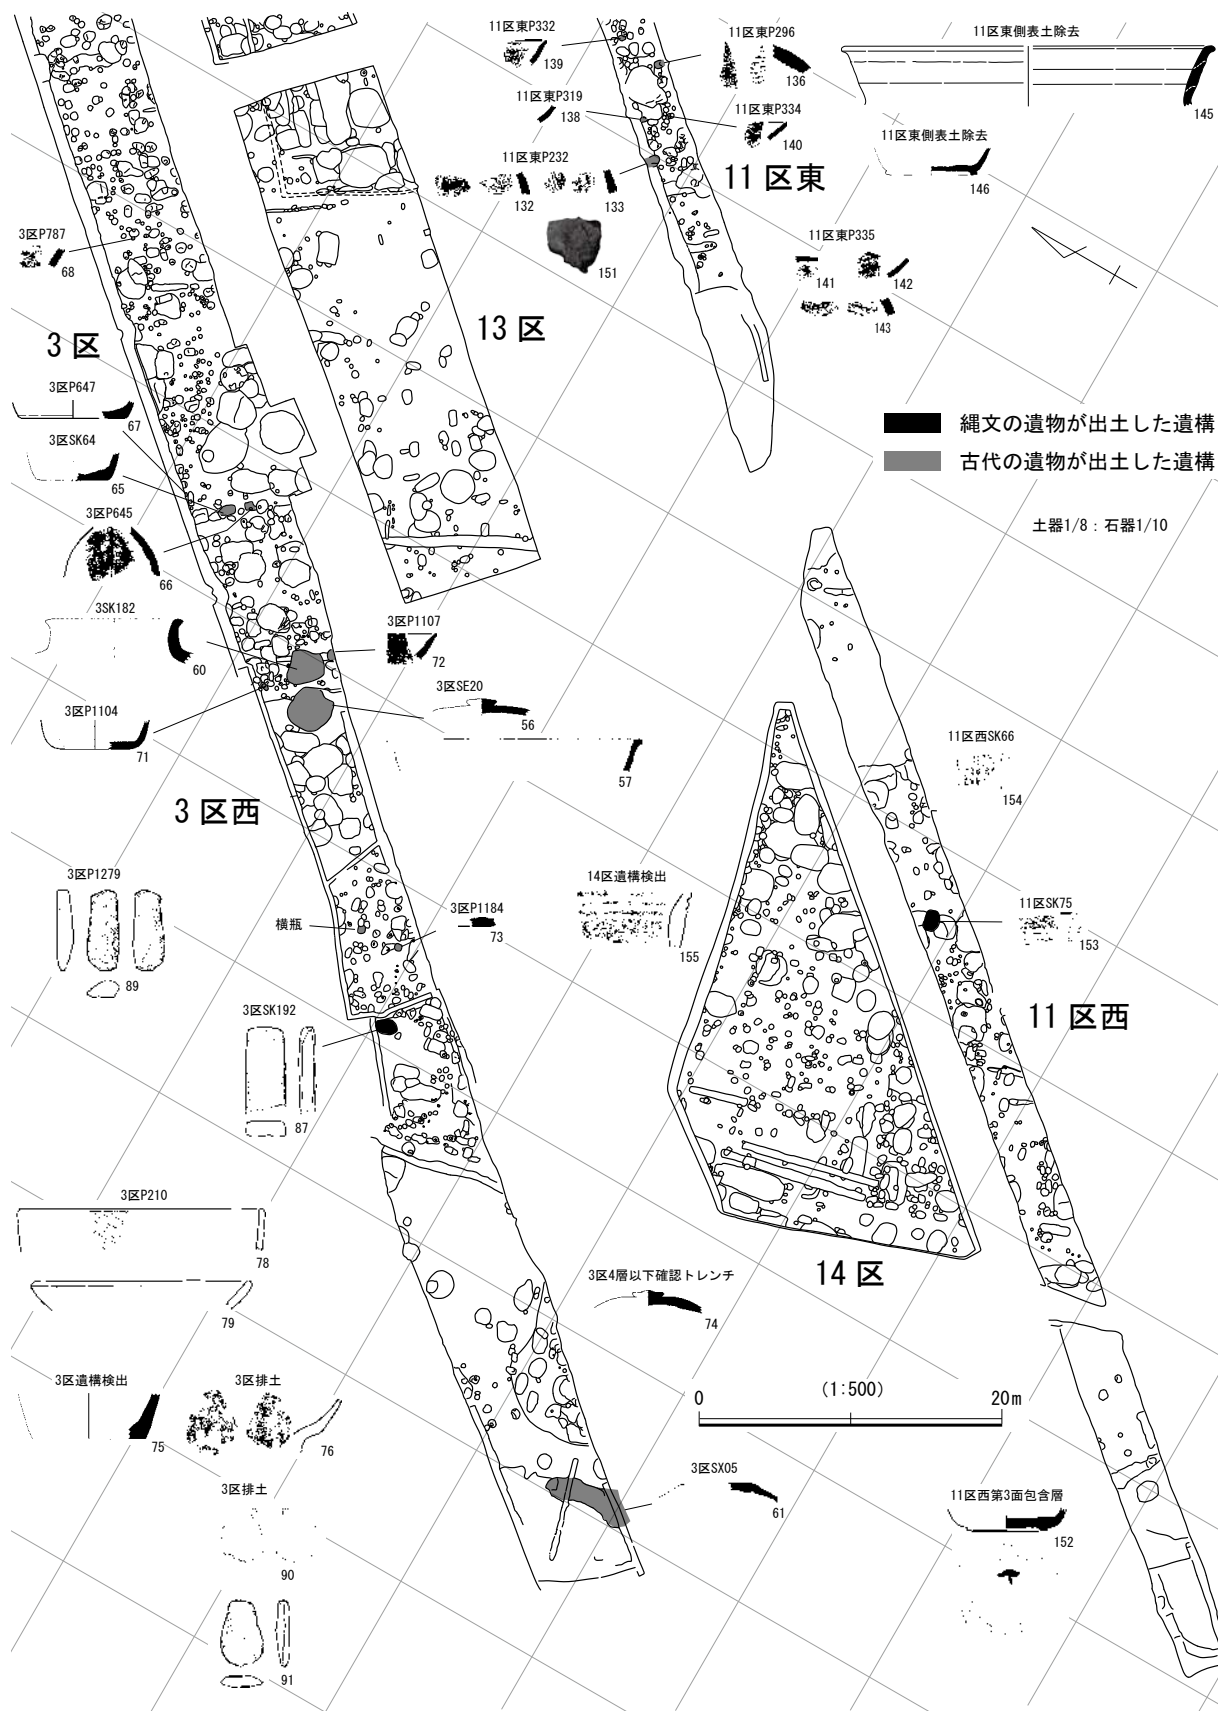 11区東P332
139
11区東P296
136
11区東側表土除去
145
11区東P319
138
11区東P334
140
11区東側表土除去
146
11区東P232
132
133
11区東
151
11区東P335
141
142
143
3区P787
68
3区
13区
3区P647
67
3区SK64
65
3区P645
66
縄文の遺物が出土した遺構
古代の遺物が出土した遺構
土器1/8：石器1/10
3SK182
60
3区P1107
72
3区SE20
56
3区P1104
71
57
3区西
11区西SK66
154
3区P1279
89
横瓶
3区P1184
73
14区遺構検出
155
11区SK75
153
3区SK192
87
11区西
3区P210
78
79
14区
3区4層以下確認トレンチ
74
3区遺構検出
75
3区排土
76
0
(1:500)
20m
3区排土
90
3区SX05
61
11区西第3面包含層
152
91